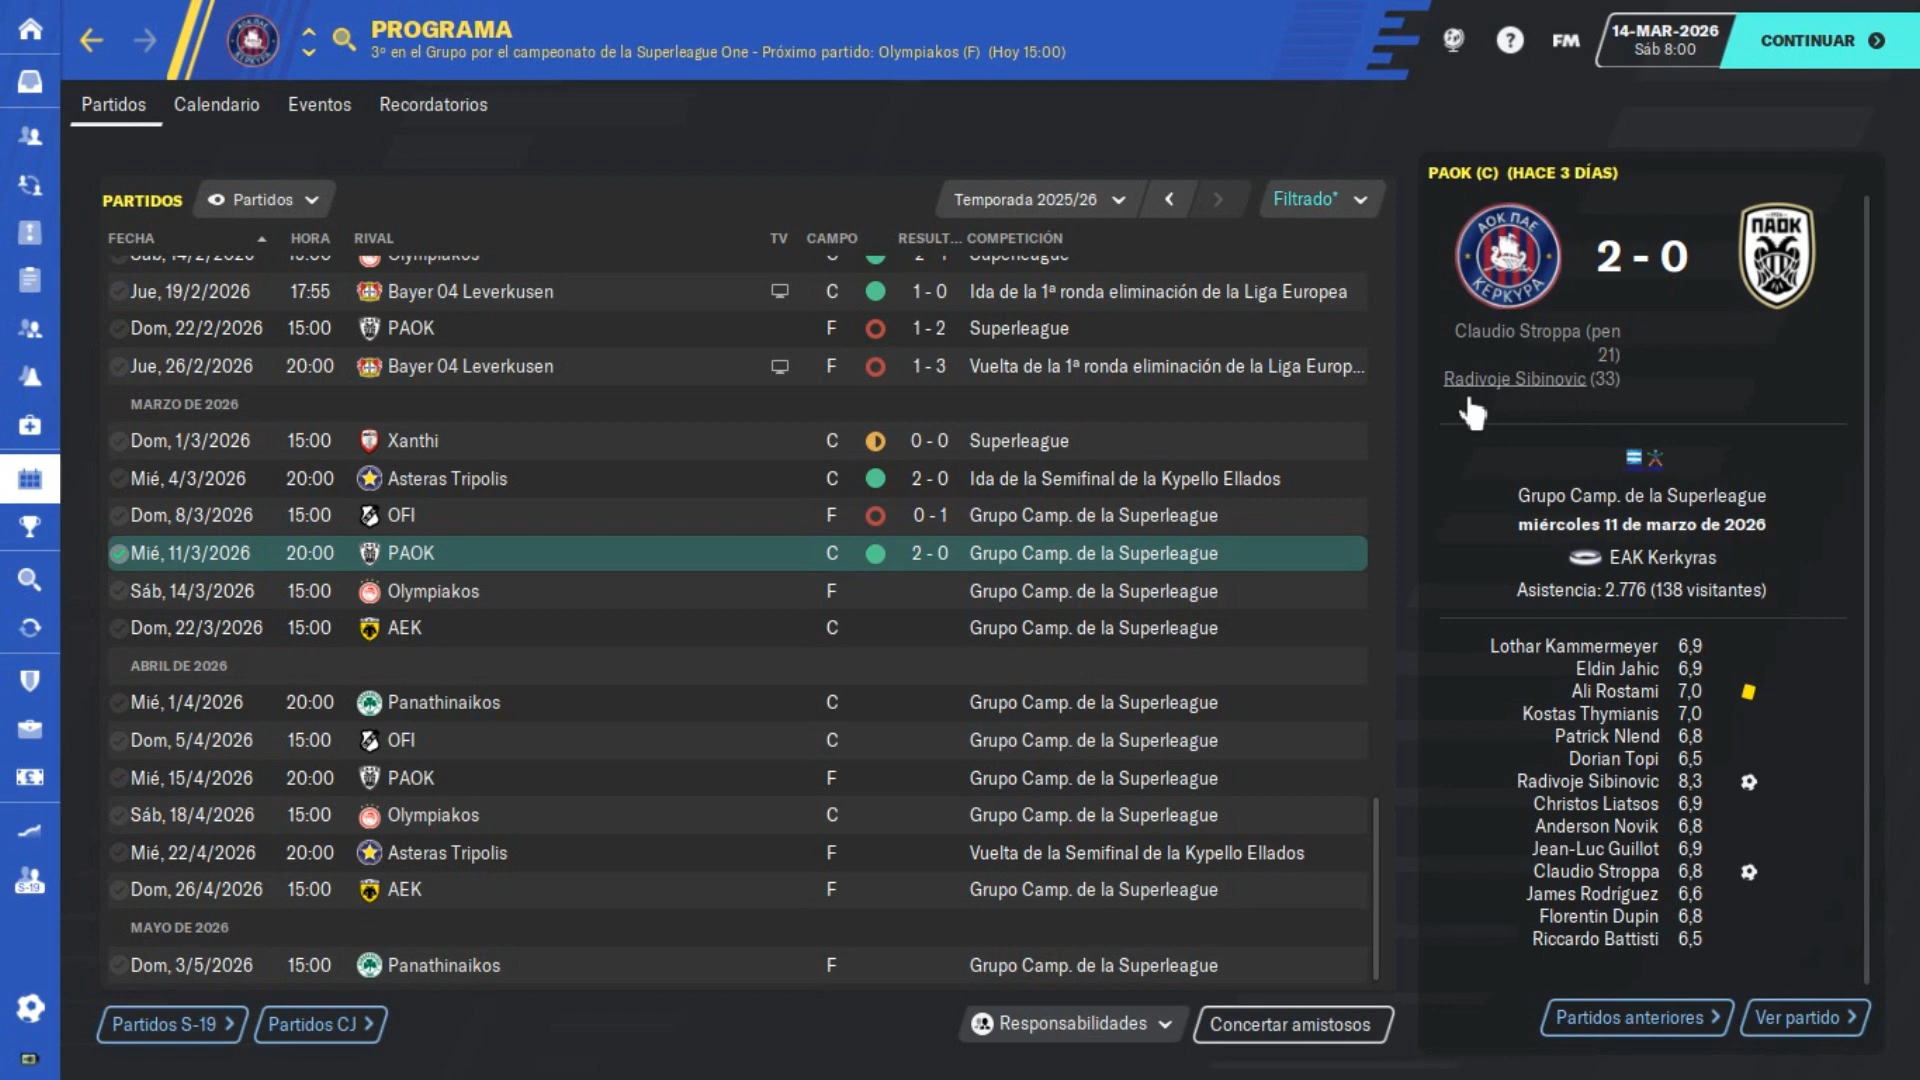 PROGRAMA
3º en el Grupo por el campeonato de la Superleague One - Próximo partido: Olympiakos (F) (Hoy 15:00)
FM
14-MAR-2026
Sáb 8:00
CONTINUAR
Partidos Calendario Eventos Recordatorios
PARTIDOS Partidos Temporada 2025/26 Filtrado*
FECHA HORA RIVAL TV CAMPO RESULT... COMPETICIÓN
Jue, 19/2/2026 17:55 Bayer 04 Leverkusen C 1 - 0 Ida de la 1ª ronda eliminación de la Liga Europea
Dom, 22/2/2026 15:00 PAOK F 1 - 2 Superleague
Jue, 26/2/2026 20:00 Bayer 04 Leverkusen F 1 - 3 Vuelta de la 1ª ronda eliminación de la Liga Europ...
MARZO DE 2026
Dom, 1/3/2026 15:00 Xanthi C 0 - 0 Superleague
Mié, 4/3/2026 20:00 Asteras Tripolis C 2 - 0 Ida de la Semifinal de la Kypello Ellados
Dom, 8/3/2026 15:00 OFI F 0 - 1 Grupo Camp. de la Superleague
Mié, 11/3/2026 20:00 PAOK C 2 - 0 Grupo Camp. de la Superleague
Sáb, 14/3/2026 15:00 Olympiakos F Grupo Camp. de la Superleague
Dom, 22/3/2026 15:00 AEK C Grupo Camp. de la Superleague
ABRIL DE 2026
Mié, 1/4/2026 20:00 Panathinaikos C Grupo Camp. de la Superleague
Dom, 5/4/2026 15:00 OFI C Grupo Camp. de la Superleague
Mié, 15/4/2026 20:00 PAOK F Grupo Camp. de la Superleague
Sáb, 18/4/2026 15:00 Olympiakos C Grupo Camp. de la Superleague
Mié, 22/4/2026 20:00 Asteras Tripolis F Vuelta de la Semifinal de la Kypello Ellados
Dom, 26/4/2026 15:00 AEK F Grupo Camp. de la Superleague
MAYO DE 2026
Dom, 3/5/2026 15:00 Panathinaikos F Grupo Camp. de la Superleague
Partidos S-19 Partidos CJ Responsabilidades Concertar amistosos
S-19
PAOK (C) (HACE 3 DÍAS)
ΑΟΚ ΠΑΕ
ΚΕΡΚΥΡΑ
2 - 0
ΠΑΟΚ
Claudio Stroppa (pen
21)
Radivoje Sibinovic (33)
Grupo Camp. de la Superleague
miércoles 11 de marzo de 2026
EAK Kerkyras
Asistencia: 2.776 (138 visitantes)
Lothar Kammermeyer 6,9
Eldin Jahic 6,9
Ali Rostami 7,0
Kostas Thymianis 7,0
Patrick Nlend 6,8
Dorian Topi 6,5
Radivoje Sibinovic 8,3
Christos Liatsos 6,9
Anderson Novik 6,8
Jean-Luc Guillot 6,9
Claudio Stroppa 6,8
James Rodríguez 6,6
Florentin Dupin 6,8
Riccardo Battisti 6,5
Partidos anteriores Ver partido